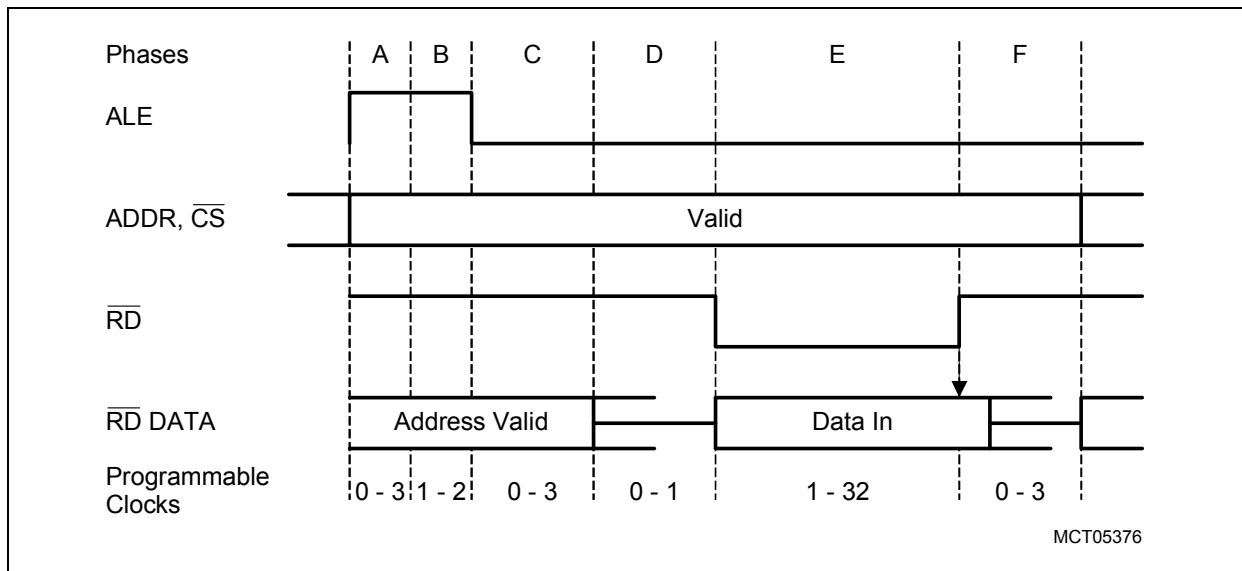 Phases A B C D E F
ALE
ADDR, CS Valid
RD
RD DATA Address Valid Data In
Programmable
Clocks
0 - 3 1 - 2 0 - 3 0 - 1 1 - 32 0 - 3
MCT05376